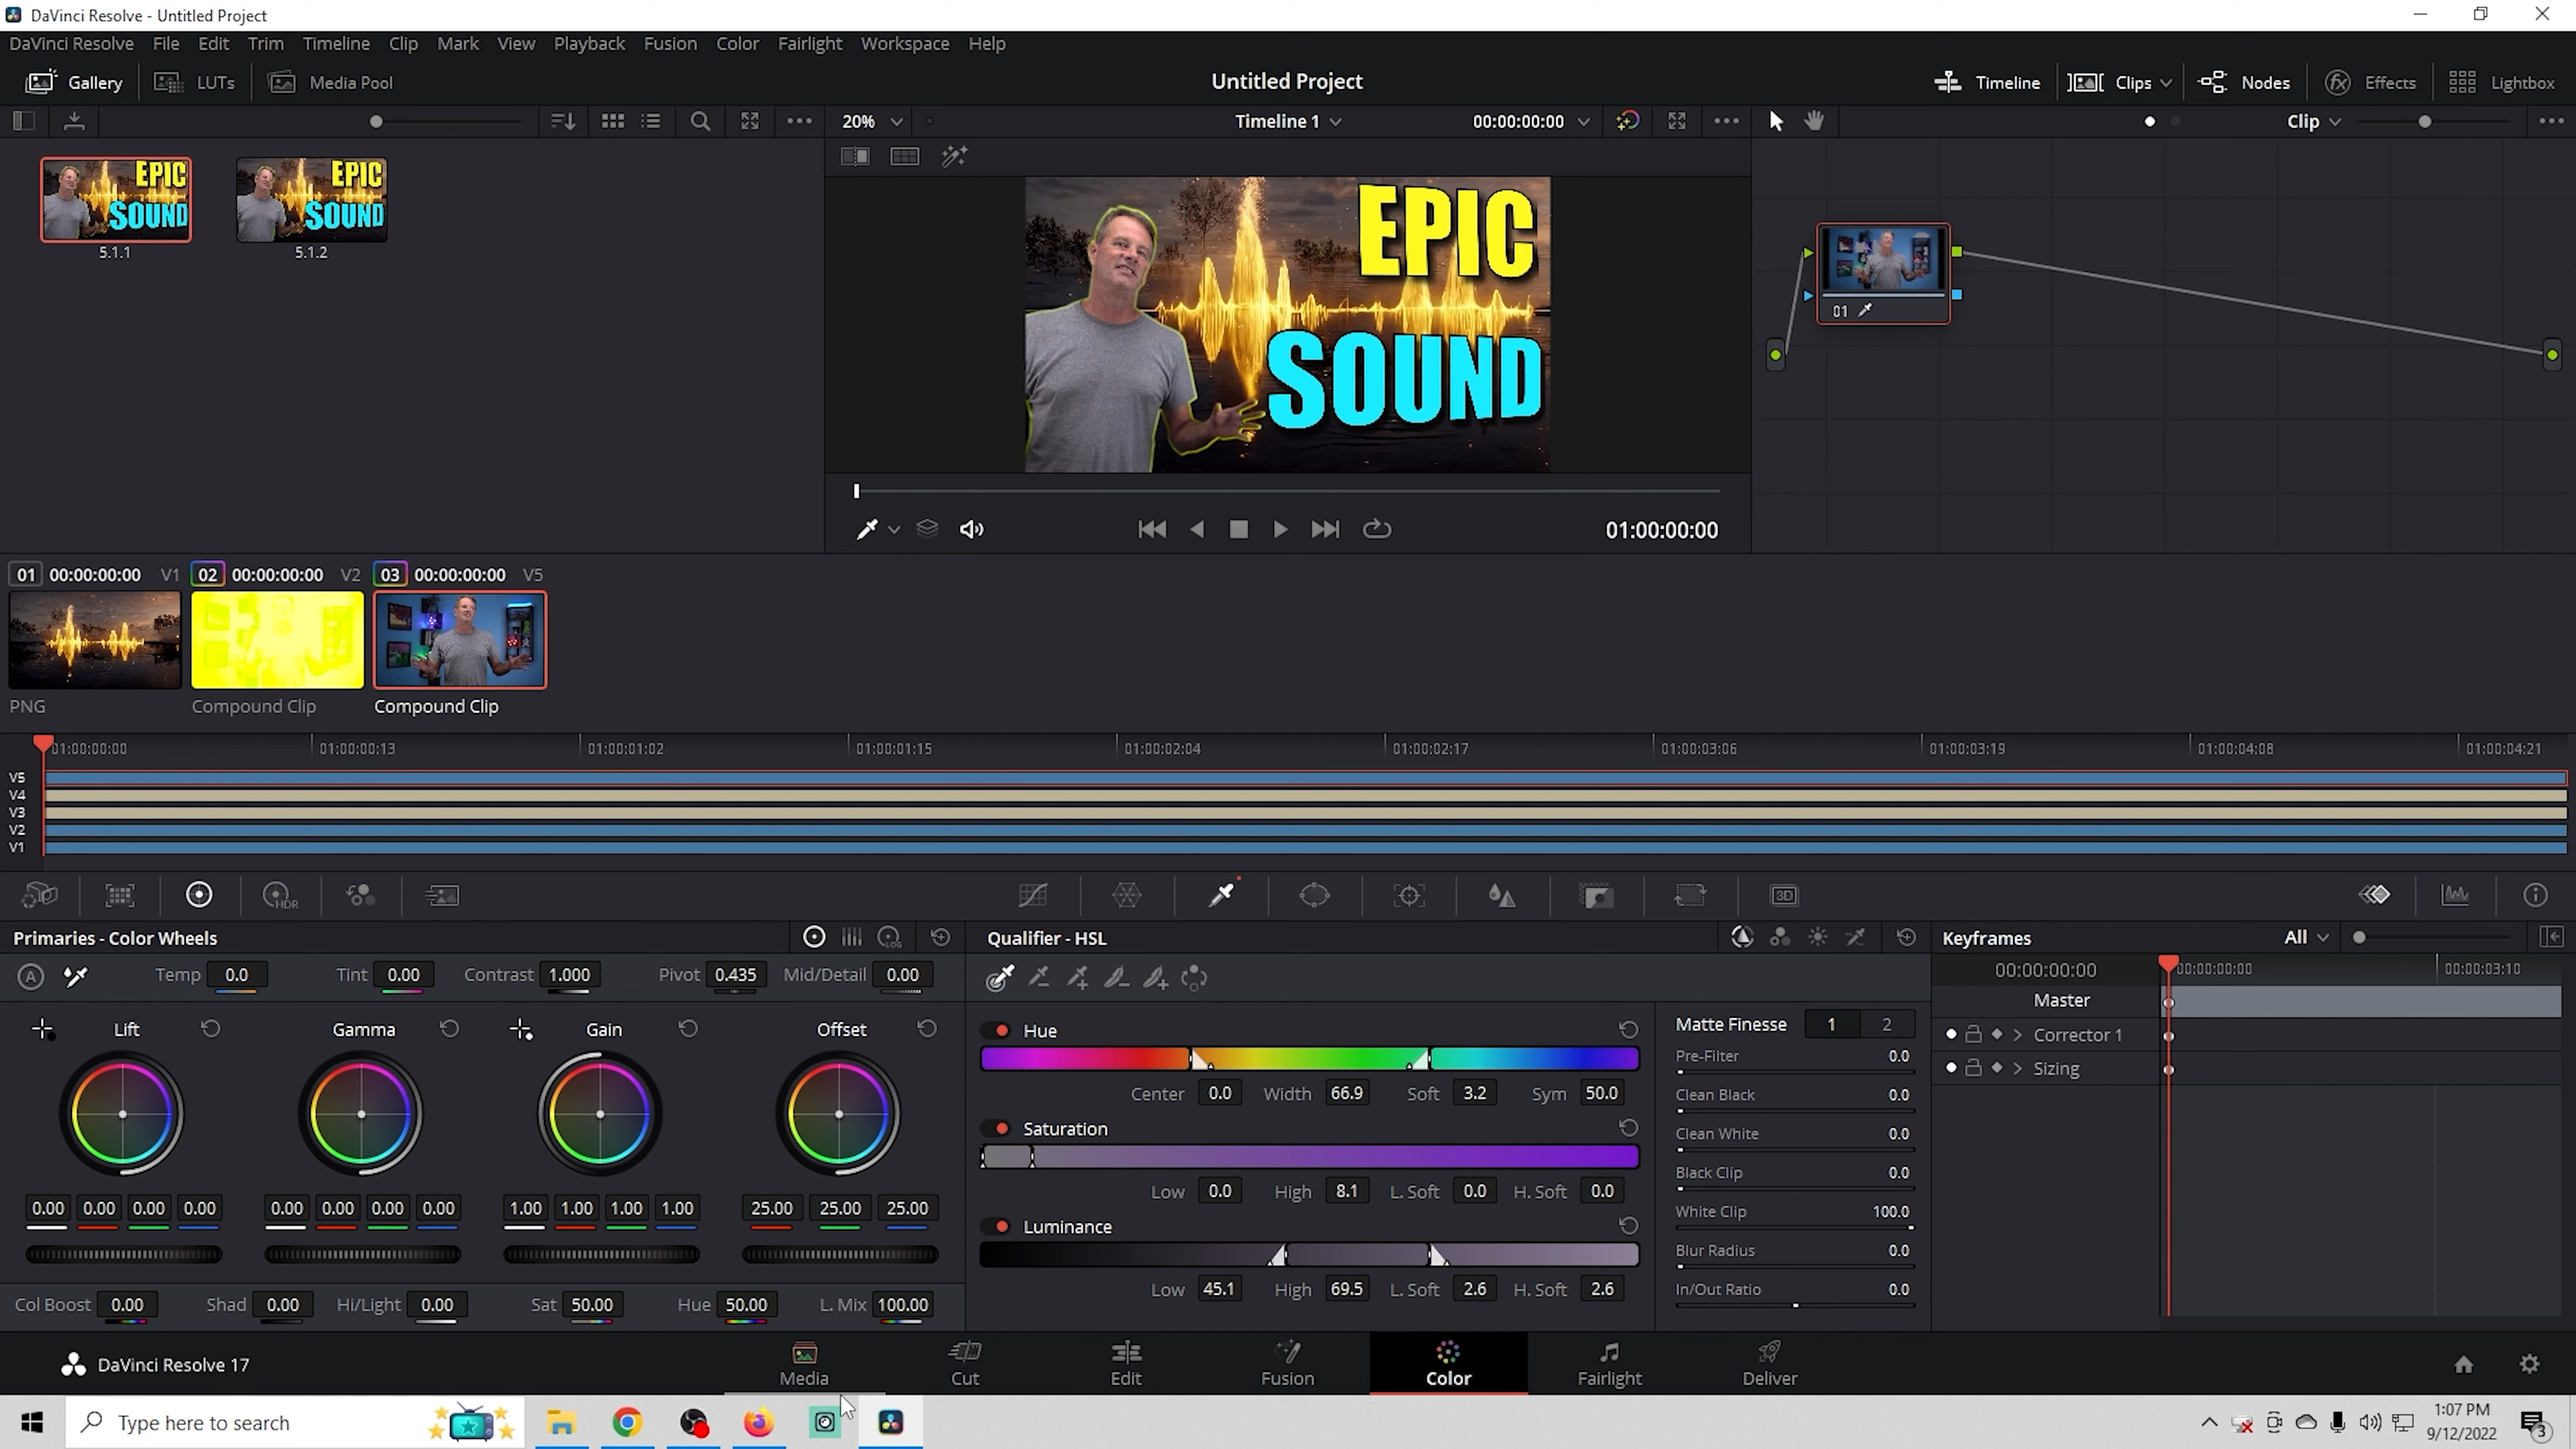 DaVinci Resolve - Untitled Project
DaVinci Resolve File Edit Trim Timeline Clip Mark View Playback Fusion Color Fairlight Workspace Help
Gallery LUTs Media Pool Untitled Project Timeline Clips Nodes Effects Lightbox
20% Timeline 1 00:00:00:00 Clip
EPIC
SOUND
5.1.1
EPIC
SOUND
5.1.2
EPIC
SOUND
01
01:00:00:00
01 00:00:00:00 V1 02 00:00:00:00 V2 03 00:00:00:00 V5
PNG Compound Clip Compound Clip
01:00:00:00 01:00:00:13 01:00:01:02 01:00:01:15 01:00:02:04 01:00:02:17 01:00:03:06 01:00:03:19 01:00:04:08 01:00:04:21
V5
V4
V3
V2
V1
HDR 3D
Primaries - Color Wheels LOG
A Temp 0.0 Tint 0.00 Contrast 1.000 Pivot 0.435 Mid/Detail 0.00
Lift Gamma Gain Offset
0.00 0.00 0.00 0.00 0.00 0.00 0.00 0.00 1.00 1.00 1.00 1.00 25.00 25.00 25.00
Col Boost 0.00 Shad 0.00 Hi/Light 0.00 Sat 50.00 Hue 50.00 L. Mix 100.00
Qualifier - HSL
Hue
Center 0.0 Width 66.9 Soft 3.2 Sym 50.0
Saturation
Low 0.0 High 8.1 L. Soft 0.0 H. Soft 0.0
Luminance
Low 45.1 High 69.5 L. Soft 2.6 H. Soft 2.6
Matte Finesse 1 2
Pre-Filter 0.0
Clean Black 0.0
Clean White 0.0
Black Clip 0.0
White Clip 100.0
Blur Radius 0.0
In/Out Ratio 0.0
Keyframes All
00:00:00:00 00:00:00:00 00:00:03:10
Master
Corrector 1
Sizing
DaVinci Resolve 17 Media Cut Edit Fusion Color Fairlight Deliver
Type here to search
1:07 PM
9/12/2022
3